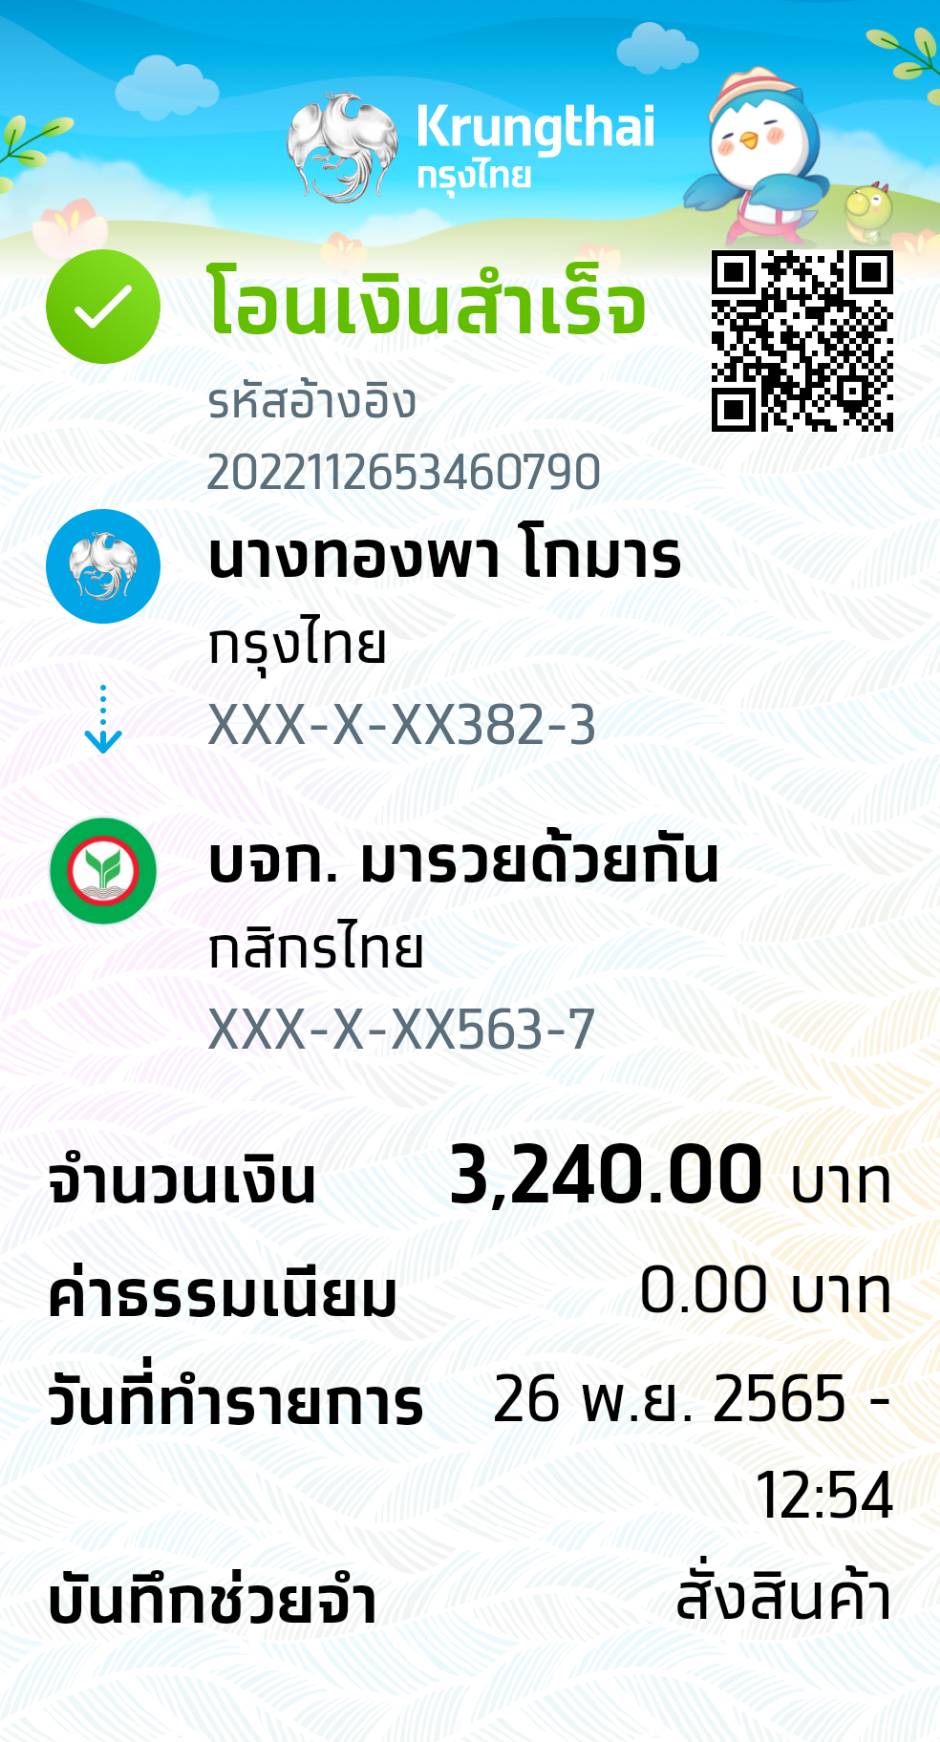 Krungthai
กรุงไทย
โอนเงินสำเร็จ
รหัสอ้างอิง
2022112653460790
นางทองพา โกมาร
กรุงไทย
XXX-X-XX382-3
บจก. มารวยด้วยกัน
กสิกรไทย
XXX-X-XX563-7
จำนวนเงิน 3,240.00 บาท
ค่าธรรมเนียม 0.00 บาท
วันที่ทำรายการ 26 พ.ย. 2565 -
12:54
บันทึกช่วยจำ สั่งสินค้า